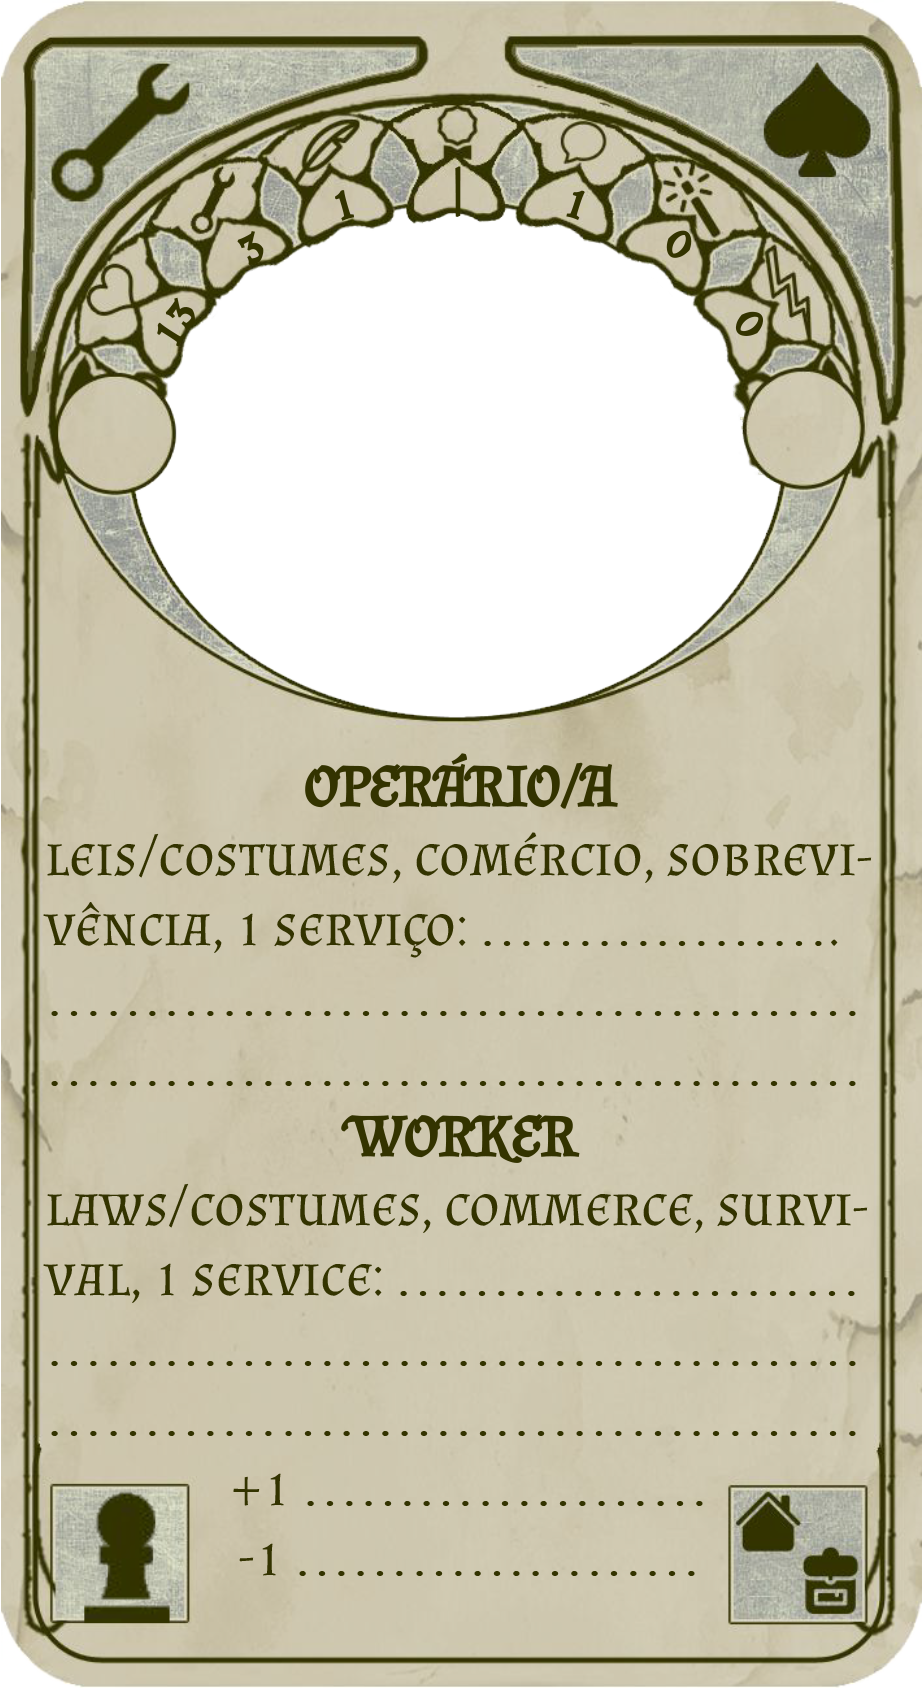 13 3 1 | 1 0 0
OPERÁRIO/A
LEIS/COSTUMES, COMÉRCIO, SOBREVI-
VÊNCIA, 1 SERVIÇO: ...................
..........................................
..........................................
WORKER
LAWS/COSTUMES, COMMERCE, SURVI-
VAL, 1 SERVICE: ........................
..........................................
..........................................
+1 .....................
-1 .....................